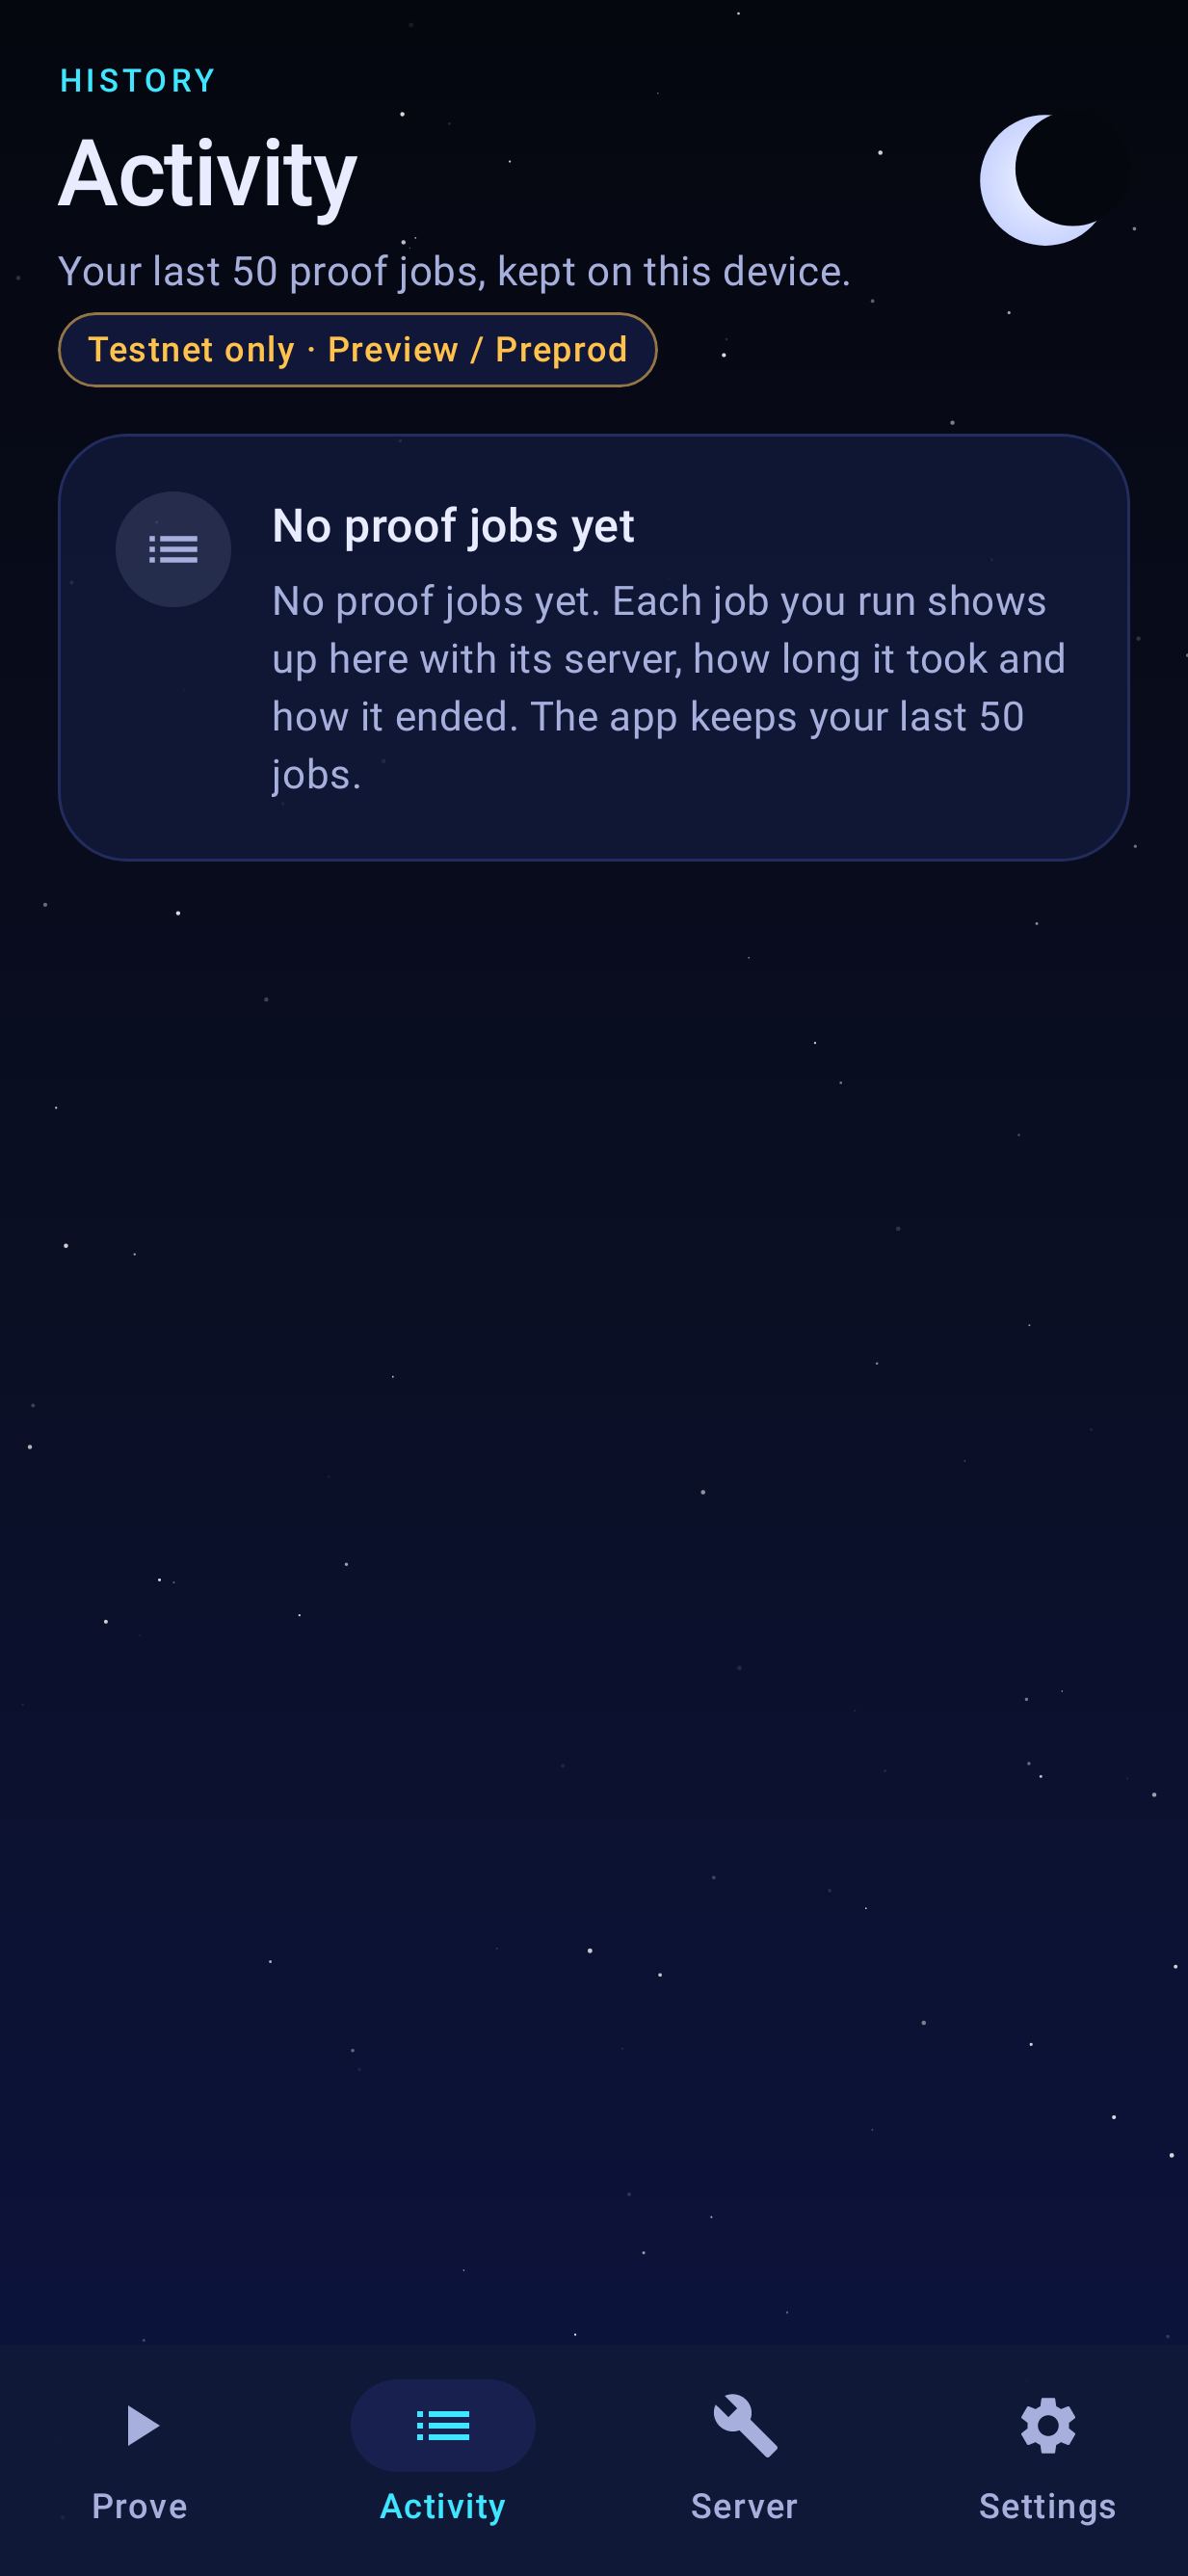 HISTORY
Activity
Your last 50 proof jobs, kept on this device.
Testnet only · Preview / Preprod
No proof jobs yet
No proof jobs yet. Each job you run shows
up here with its server, how long it took and
how it ended. The app keeps your last 50
jobs.
Prove
Activity
Server
Settings